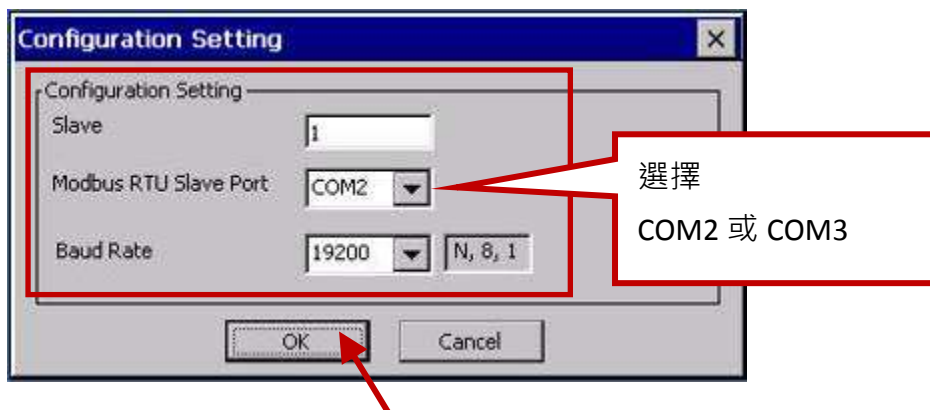 Configuration Setting
Configuration Setting
Slave
1
Modbus RTU Slave Port
COM2
Baud Rate
19200
N, 8, 1
選擇
COM2 或 COM3
OK
Cancel